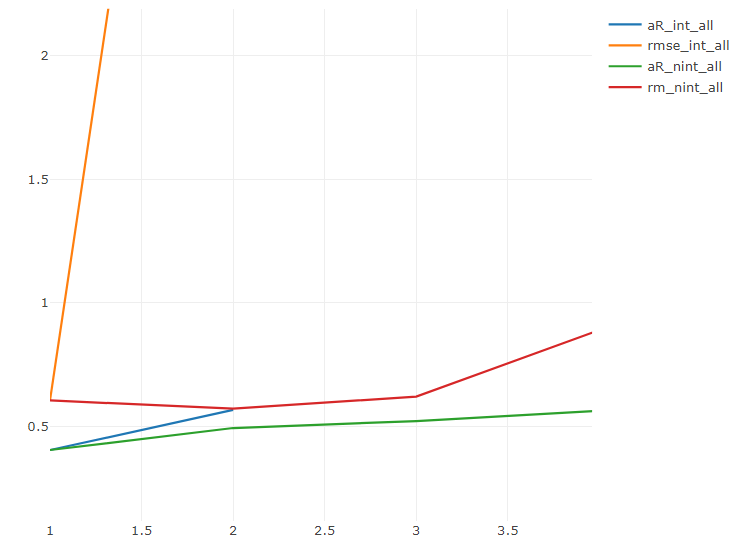 aR_int_all
rmse_int_all
aR_nint_all
rm_nint_all
2
1.5
1
0.5
1
1.5
2
2.5
3
3.5